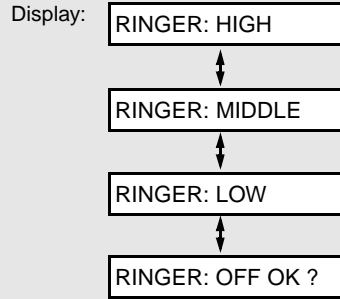 Display:
RINGER: HIGH
RINGER: MIDDLE
RINGER: LOW
RINGER: OFF OK ?